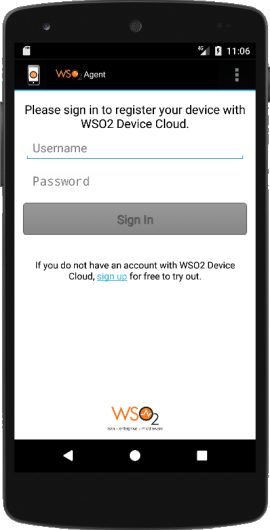 11:06
WSO2 Agent
Please sign in to register your device with
WSO2 Device Cloud.
Username
Password
Sign In
If you do not have an account with WSO2 Device
Cloud, sign up for free to try out.
WSO2